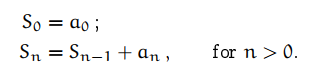 S₀ = a₀ ;
Sₙ = Sₙ₋₁ + aₙ ,    for n > 0.